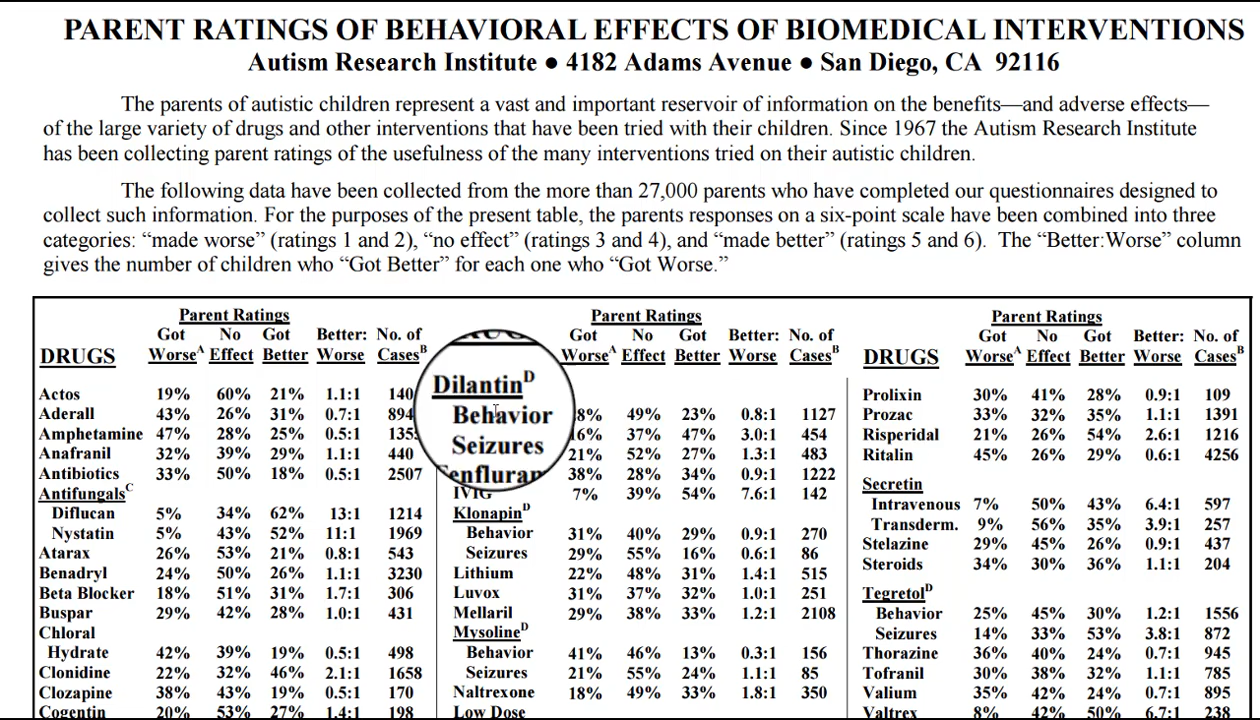 PARENT RATINGS OF BEHAVIORAL EFFECTS OF BIOMEDICAL INTERVENTIONS
Autism Research Institute ● 4182 Adams Avenue ● San Diego, CA 92116
The parents of autistic children represent a vast and important reservoir of information on the benefits—and adverse effects—
of the large variety of drugs and other interventions that have been tried with their children. Since 1967 the Autism Research Institute
has been collecting parent ratings of the usefulness of the many interventions tried on their autistic children.
The following data have been collected from the more than 27,000 parents who have completed our questionnaires designed to
collect such information. For the purposes of the present table, the parents responses on a six-point scale have been combined into three
categories: “made worse” (ratings 1 and 2), “no effect” (ratings 3 and 4), and “made better” (ratings 5 and 6). The “Better:Worse” column
gives the number of children who “Got Better” for each one who “Got Worse.”
Parent Ratings
Got No Got Better: No. of
DRUGS Worse^A Effect Better Worse Cases^B
Actos 19% 60% 21% 1.1:1 140
Aderall 43% 26% 31% 0.7:1 894
Amphetamine 47% 28% 25% 0.5:1
Anafranil 32% 39% 29% 1.1:1 440
Antibiotics 33% 50% 18% 0.5:1 2507
Antifungals^C
Diflucan 5% 34% 62% 13:1 1214
Nystatin 5% 43% 52% 11:1 1969
Atarax 26% 53% 21% 0.8:1 543
Benadryl 24% 50% 26% 1.1:1 3230
Beta Blocker 18% 51% 31% 1.7:1 306
Buspar 29% 42% 28% 1.0:1 431
Chloral
Hydrate 42% 39% 19% 0.5:1 498
Clonidine 22% 32% 46% 2.1:1 1658
Clozapine 38% 43% 19% 0.5:1 170
Cogentin 20% 53% 27% 1.4:1 198
Parent Ratings
Got No Got Better: No. of
Worse^A Effect Better Worse Cases^B
Dilantin^D
Behavior 49% 23% 0.8:1 1127
Seizures 37% 47% 3.0:1 454
21% 52% 27% 1.3:1 483
38% 28% 34% 0.9:1 1222
IVIG 7% 39% 54% 7.6:1 142
Klonapin^D
Behavior 31% 40% 29% 0.9:1 270
Seizures 29% 55% 16% 0.6:1 86
Lithium 22% 48% 31% 1.4:1 515
Luvox 31% 37% 32% 1.0:1 251
Mellaril 29% 38% 33% 1.2:1 2108
Mysoline^D
Behavior 41% 46% 13% 0.3:1 156
Seizures 21% 55% 24% 1.1:1 85
Naltrexone 18% 49% 33% 1.8:1 350
Low Dose
Parent Ratings
Got No Got Better: No. of
DRUGS Worse^A Effect Better Worse Cases^B
Prolixin 30% 41% 28% 0.9:1 109
Prozac 33% 32% 35% 1.1:1 1391
Risperidal 21% 26% 54% 2.6:1 1216
Ritalin 45% 26% 29% 0.6:1 4256
Secretin
Intravenous 7% 50% 43% 6.4:1 597
Transderm. 9% 56% 35% 3.9:1 257
Stelazine 29% 45% 26% 0.9:1 437
Steroids 34% 30% 36% 1.1:1 204
Tegretol^D
Behavior 25% 45% 30% 1.2:1 1556
Seizures 14% 33% 53% 3.8:1 872
Thorazine 36% 40% 24% 0.7:1 945
Tofranil 30% 38% 32% 1.1:1 785
Valium 35% 42% 24% 0.7:1 895
Valtrex 8% 42% 50% 6.7:1 238